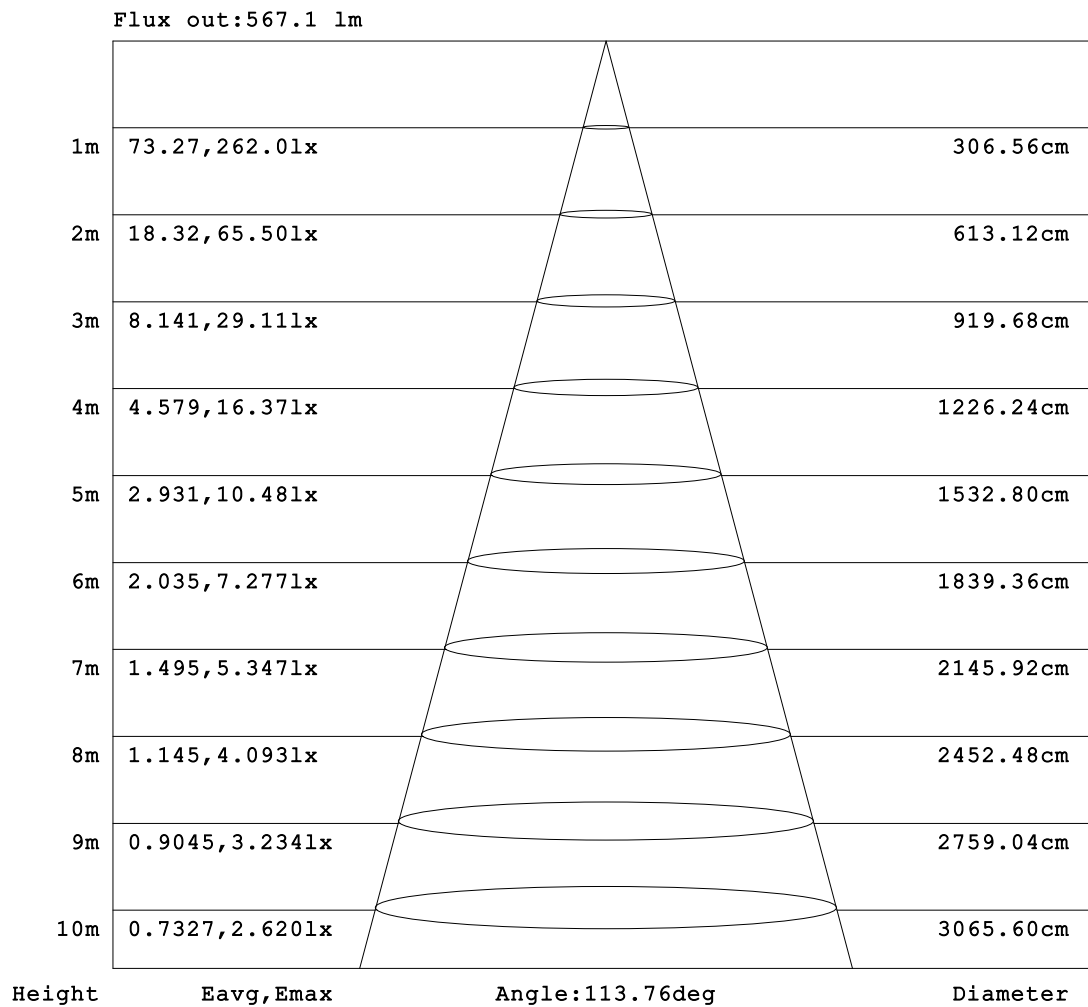 Flux out:567.1 lm
1m 73.27,262.0lx 306.56cm
2m 18.32,65.50lx 613.12cm
3m 8.141,29.11lx 919.68cm
4m 4.579,16.37lx 1226.24cm
5m 2.931,10.48lx 1532.80cm
6m 2.035,7.277lx 1839.36cm
7m 1.495,5.347lx 2145.92cm
8m 1.145,4.093lx 2452.48cm
9m 0.9045,3.234lx 2759.04cm
10m 0.7327,2.620lx 3065.60cm
Height Eavg,Emax Angle:113.76deg Diameter